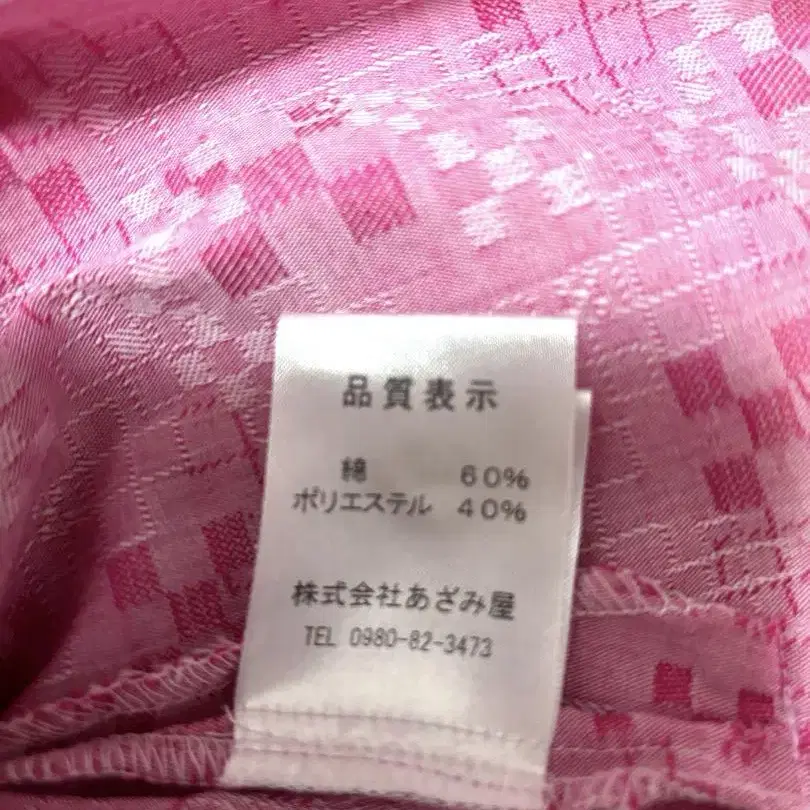 品質表示
綿 60%
ポリエステル 40%
株式会社あざみ屋
TEL 0980-82-3473